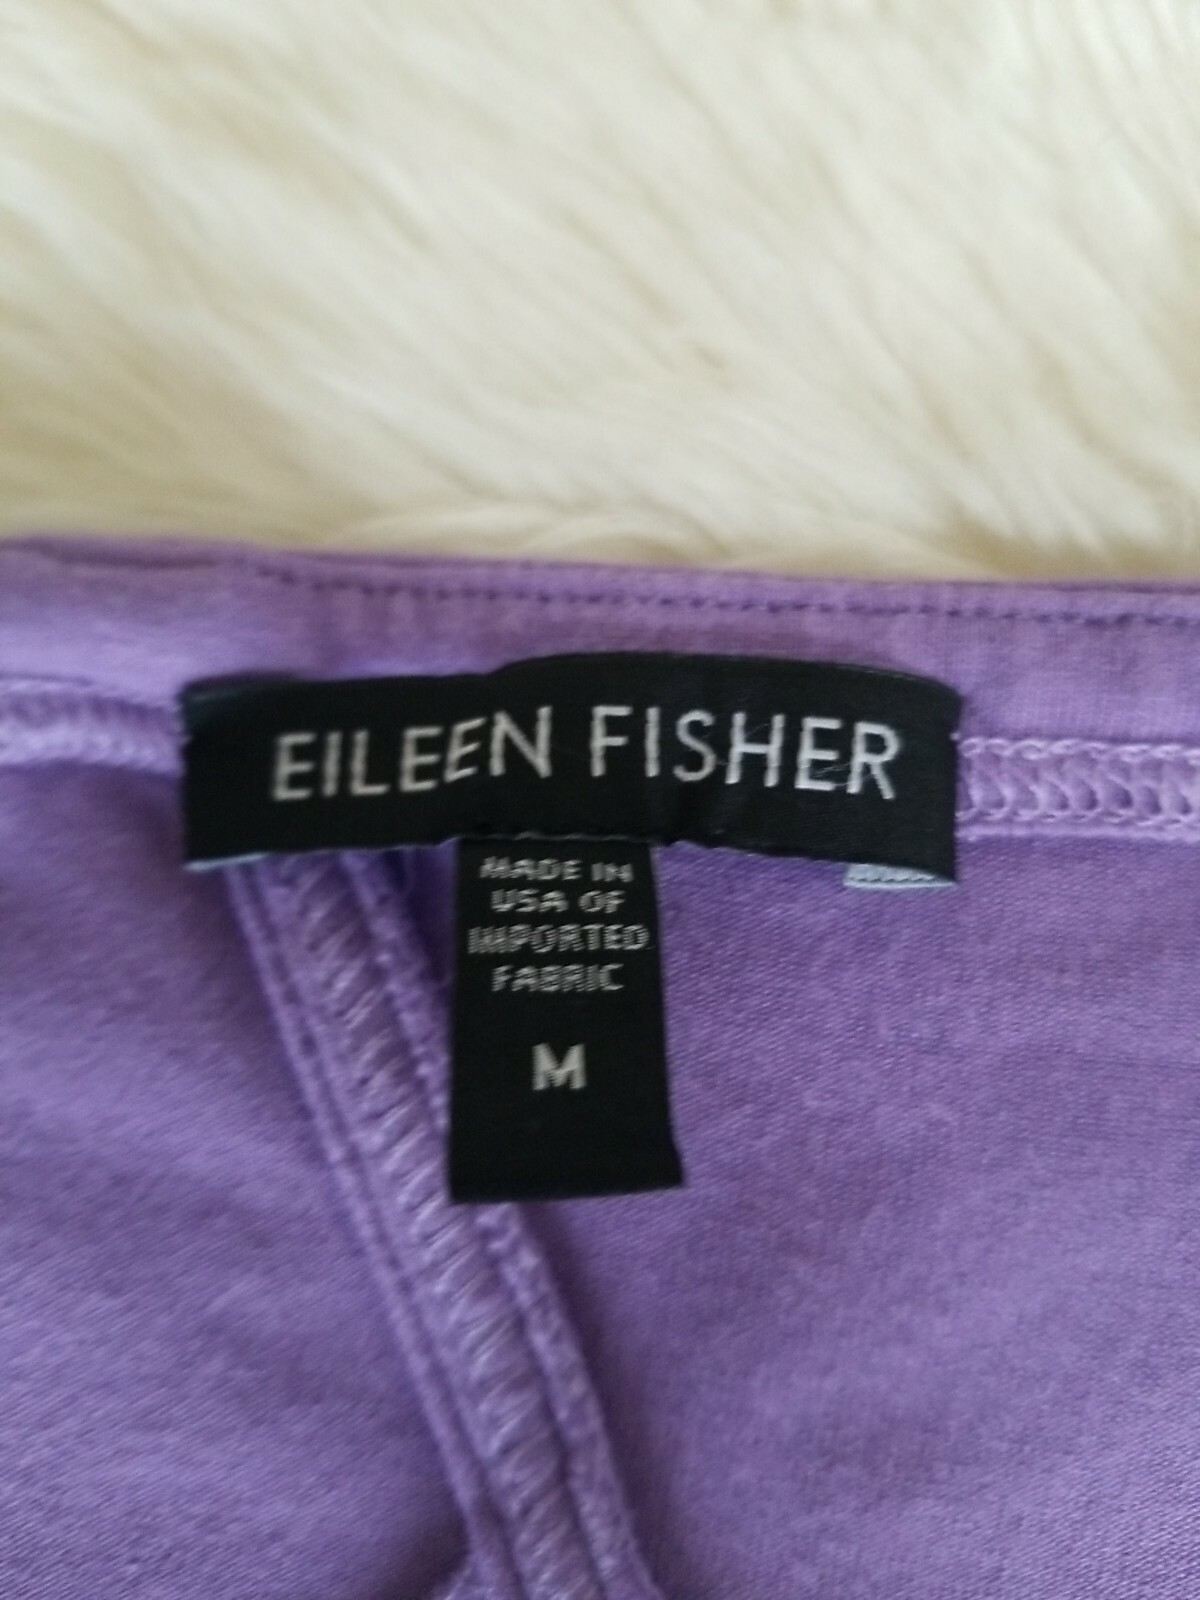 EILEEN FISHER
MADE IN
USA OF
IMPORTED
FABRIC
M